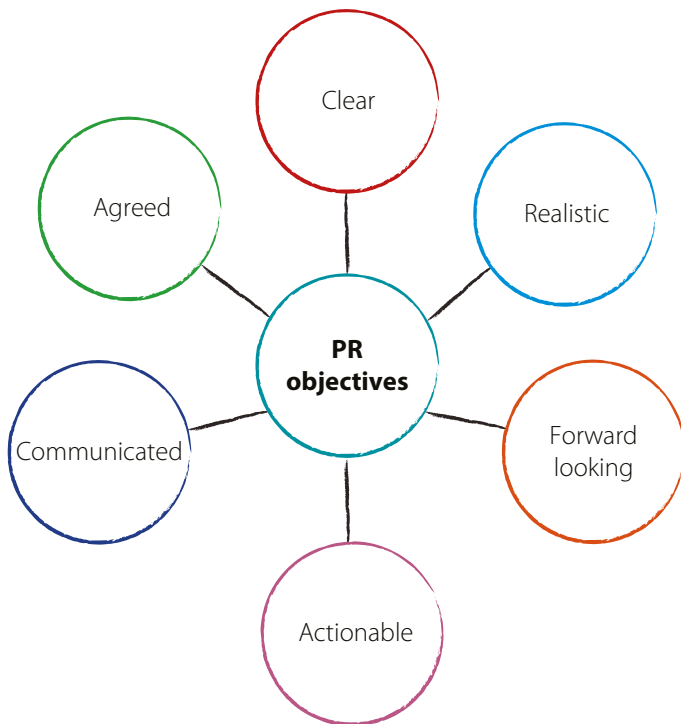 Clear
Agreed
Realistic
PR
objectives
Communicated
Forward
looking
Actionable